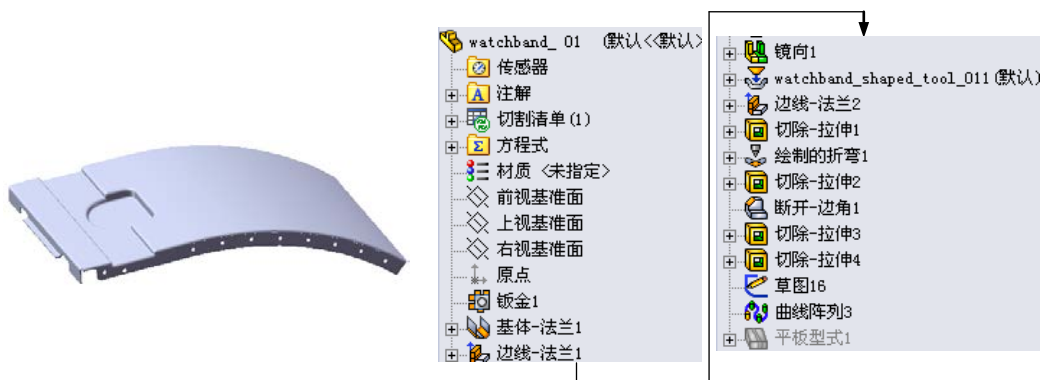 watchband_ 01 (默认<<默认>
传感器
注解
切割清单(1)
方程式
材质 <未指定>
前视基准面
上视基准面
右视基准面
原点
钣金1
基体-法兰1
边线-法兰1
镜向1
watchband_shaped_tool_011(默认)
边线-法兰2
切除-拉伸1
绘制的折弯1
切除-拉伸2
断开-边角1
切除-拉伸3
切除-拉伸4
草图16
曲线阵列3
平板型式1